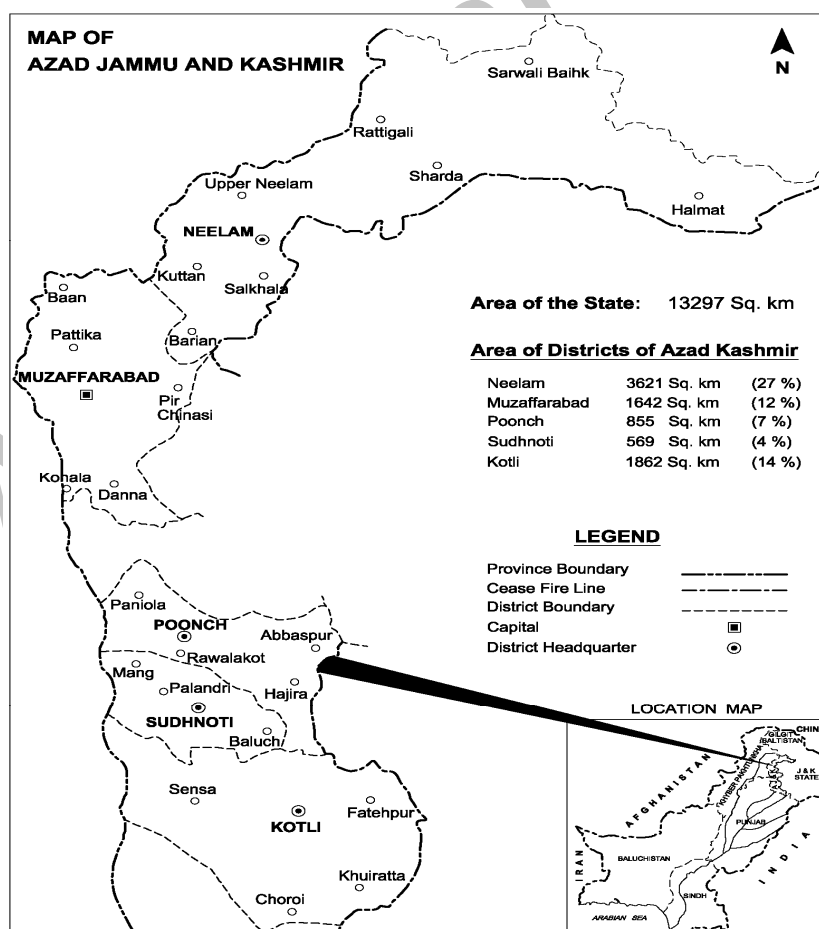 MAP OF
AZAD JAMMU AND KASHMIR
N
Sarwali Baihk
Rattigali
Sharda
Upper Neelam
Halmat
NEELAM
Kuttan
Salkhala
Baan
Barian
Pattika
MUZAFFARABAD
Pir
Chinasi
Kohala
Danna
Area of the State: 13297 Sq. km
Area of Districts of Azad Kashmir
Neelam 3621 Sq. km (27 %)
Muzaffarabad 1642 Sq. km (12 %)
Poonch 855 Sq. km (7 %)
Sudhnoti 569 Sq. km (4 %)
Kotli 1862 Sq. km (14 %)
LEGEND
Province Boundary
Cease Fire Line
District Boundary
Capital
District Headquarter
Paniola
POONCH
Abbaspur
Rawalakot
Mang
Palandri
Hajira
SUDHNOTI
Baluch
Sensa
KOTLI
Fatehpur
Khuiratta
Choroi
LOCATION MAP
CHIN
GILGIT
BALTISTAN
KHYBER PAKHTUNKHA
J & K
STATE
AFGHANISTAN
PUNJAB
IRAN
BALUCHISTAN
INDIA
SINDH
ARABIAN SEA